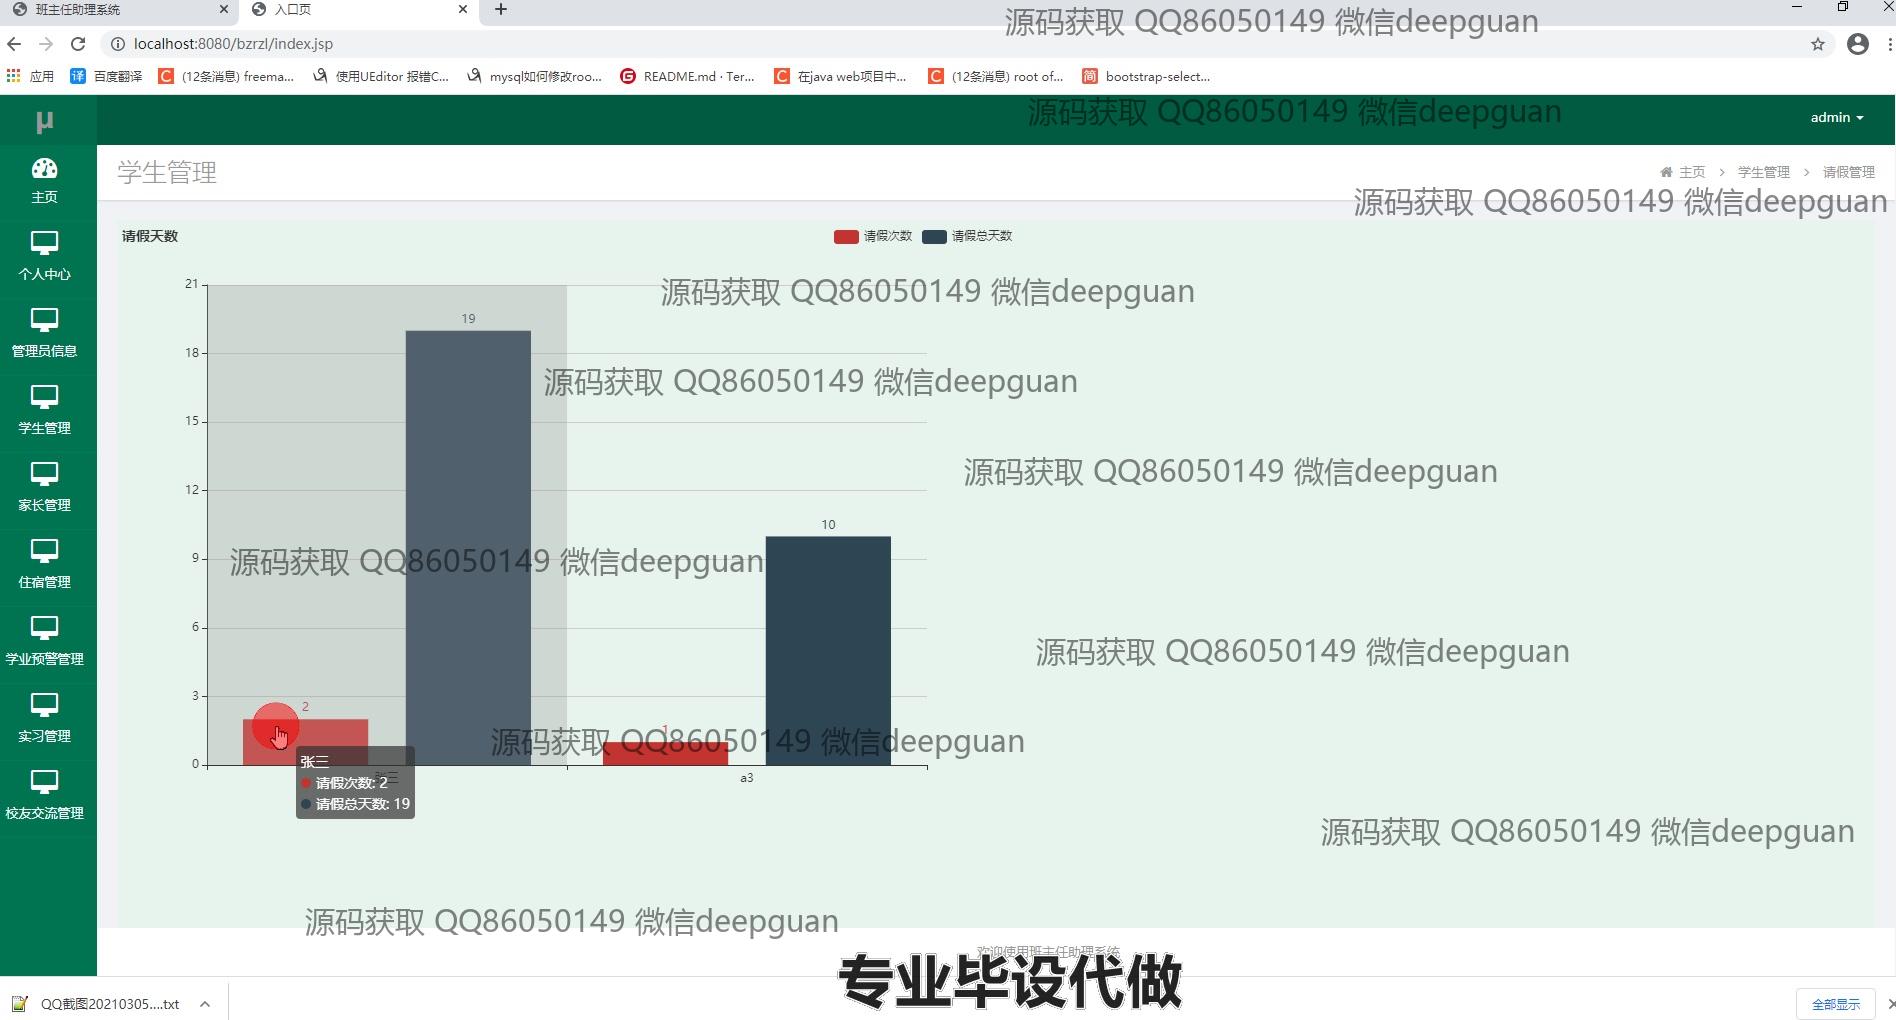 班主任助理系统
入口页
源码获取 QQ86050149 微信deepguan
localhost:8080/bzrzl/index.jsp
应用
百度翻译
(12条消息) freema...
使用UEditor 报错C...
mysql如何修改roo...
README.md · Ter...
在java web项目中...
(12条消息) root of...
bootstrap-select...
μ
源码获取 QQ86050149 微信deepguan
admin
学生管理
主页 > 学生管理 > 请假管理
源码获取 QQ86050149 微信deepguan
主页
个人中心
管理员信息
学生管理
家长管理
住宿管理
学业预警管理
实习管理
校友交流管理
请假天数
请假次数
请假总天数
源码获取 QQ86050149 微信deepguan
21
19
18
源码获取 QQ86050149 微信deepguan
15
源码获取 QQ86050149 微信deepguan
12
10
9
源码获取 QQ86050149 微信deepguan
6
源码获取 QQ86050149 微信deepguan
3
2
1
源码获取 QQ86050149 微信deepguan
0
张三
a3
张三
请假次数: 2
请假总天数: 19
源码获取 QQ86050149 微信deepguan
源码获取 QQ86050149 微信deepguan
欢迎使用班主任助理系统
专业毕设代做
QQ截图20210305....txt
全部显示